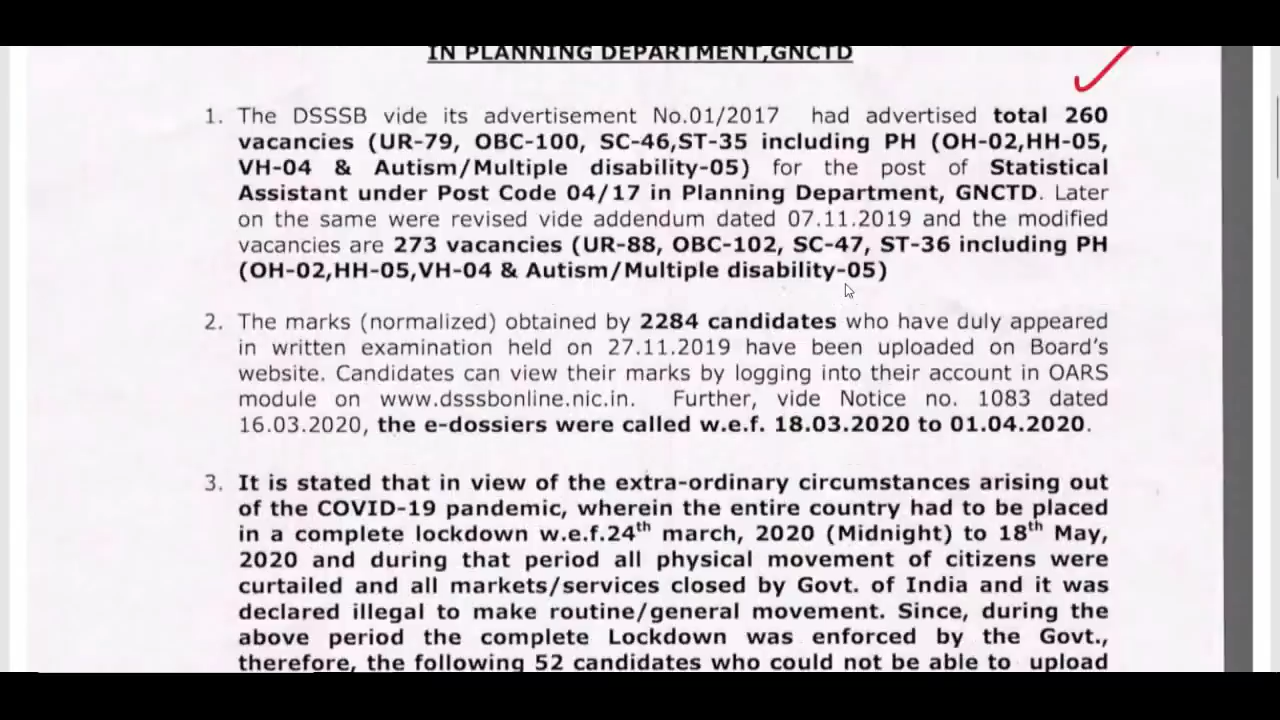 IN PLANNING DEPARTMENT,GNCTD
1. The DSSSB vide its advertisement No.01/2017 had advertised total 260
vacancies (UR-79, OBC-100, SC-46,ST-35 including PH (OH-02,HH-05,
VH-04 & Autism/Multiple disability-05) for the post of Statistical
Assistant under Post Code 04/17 in Planning Department, GNCTD. Later
on the same were revised vide addendum dated 07.11.2019 and the modified
vacancies are 273 vacancies (UR-88, OBC-102, SC-47, ST-36 including PH
(OH-02,HH-05,VH-04 & Autism/Multiple disability-05)
2. The marks (normalized) obtained by 2284 candidates who have duly appeared
in written examination held on 27.11.2019 have been uploaded on Board's
website. Candidates can view their marks by logging into their account in OARS
module on www.dsssbonline.nic.in. Further, vide Notice no. 1083 dated
16.03.2020, the e-dossiers were called w.e.f. 18.03.2020 to 01.04.2020.
3. It is stated that in view of the extra-ordinary circumstances arising out
of the COVID-19 pandemic, wherein the entire country had to be placed
in a complete lockdown w.e.f.24th march, 2020 (Midnight) to 18th May,
2020 and during that period all physical movement of citizens were
curtailed and all markets/services closed by Govt. of India and it was
declared illegal to make routine/general movement. Since, during the
above period the complete Lockdown was enforced by the Govt.,
therefore, the following 52 candidates who could not be able to upload